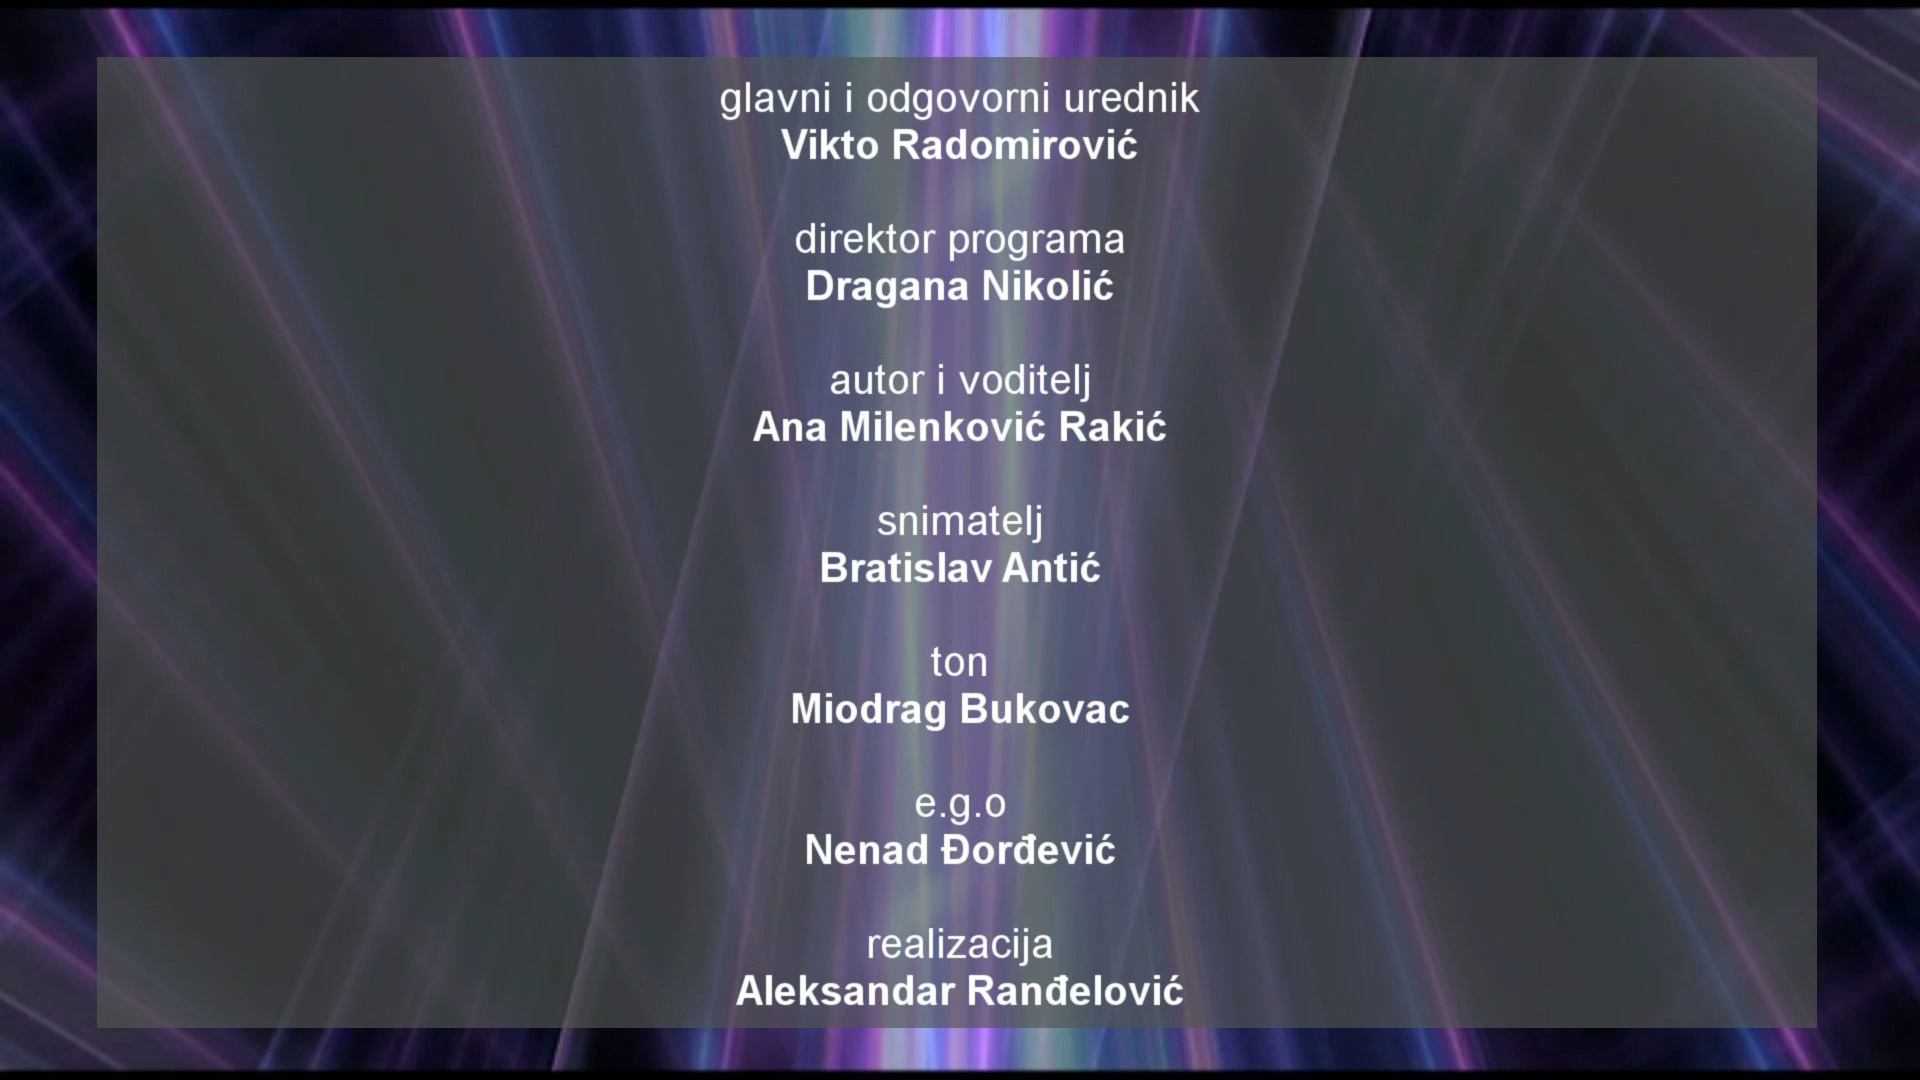 glavni i odgovorni urednik
Vikto Radomirović
direktor programa
Dragana Nikolić
autor i voditelj
Ana Milenković Rakić
snimatelj
Bratislav Antić
ton
Miodrag Bukovac
e.g.o
Nenad Đorđević
realizacija
Aleksandar Ranđelović